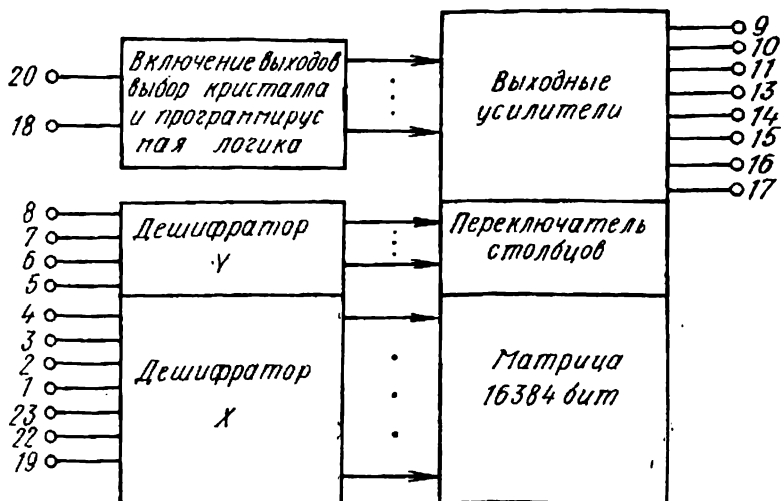 20
18
Включение выходов
выбор кристалла
и программирус
мая логика
Выходные
усилители
9
10
11
13
14
15
16
17
8
7
6
5
Дешифратор
Y
Переключатель
столбцов
4
3
2
1
23
22
19
Дешифратор
X
Матрица
16384 бит